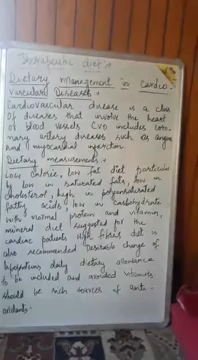 Therapeutic diet :-
Dietary management in Cardio-
Vascular Diseases :-
Cardiovascular disease is a class
of diseases that involve the heart
of blood vessels CVD includes coro-
nary artery diseases such as angina
and myocardial infarction.
Dietary measurements :-
Low calorie, low fat diet particular
ly low in saturated fats, low in
cholesterol, high in polyunsaturated
fatty acids, low in carbohydrate
with normal protein and vitamin,
mineral diet suggested for the
cardiac patients High fibres diet is
also recommended Desirable change of
lipoproteins daily dietary allowance
to be included and avoided vitamins
should be rich sources of anti-
oxidants.